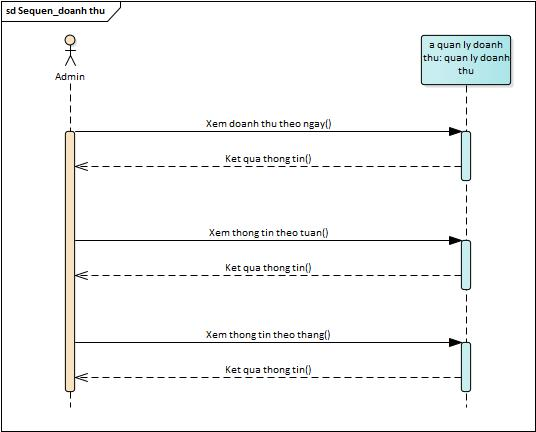 sd Sequen_doanh thu
Admin
a quan ly doanh
thu: quan ly doanh
thu
Xem doanh thu theo ngay()
Ket qua thong tin()
Xem thong tin theo tuan()
Ket qua thong tin()
Xem thong tin theo thang()
Ket qua thong tin()